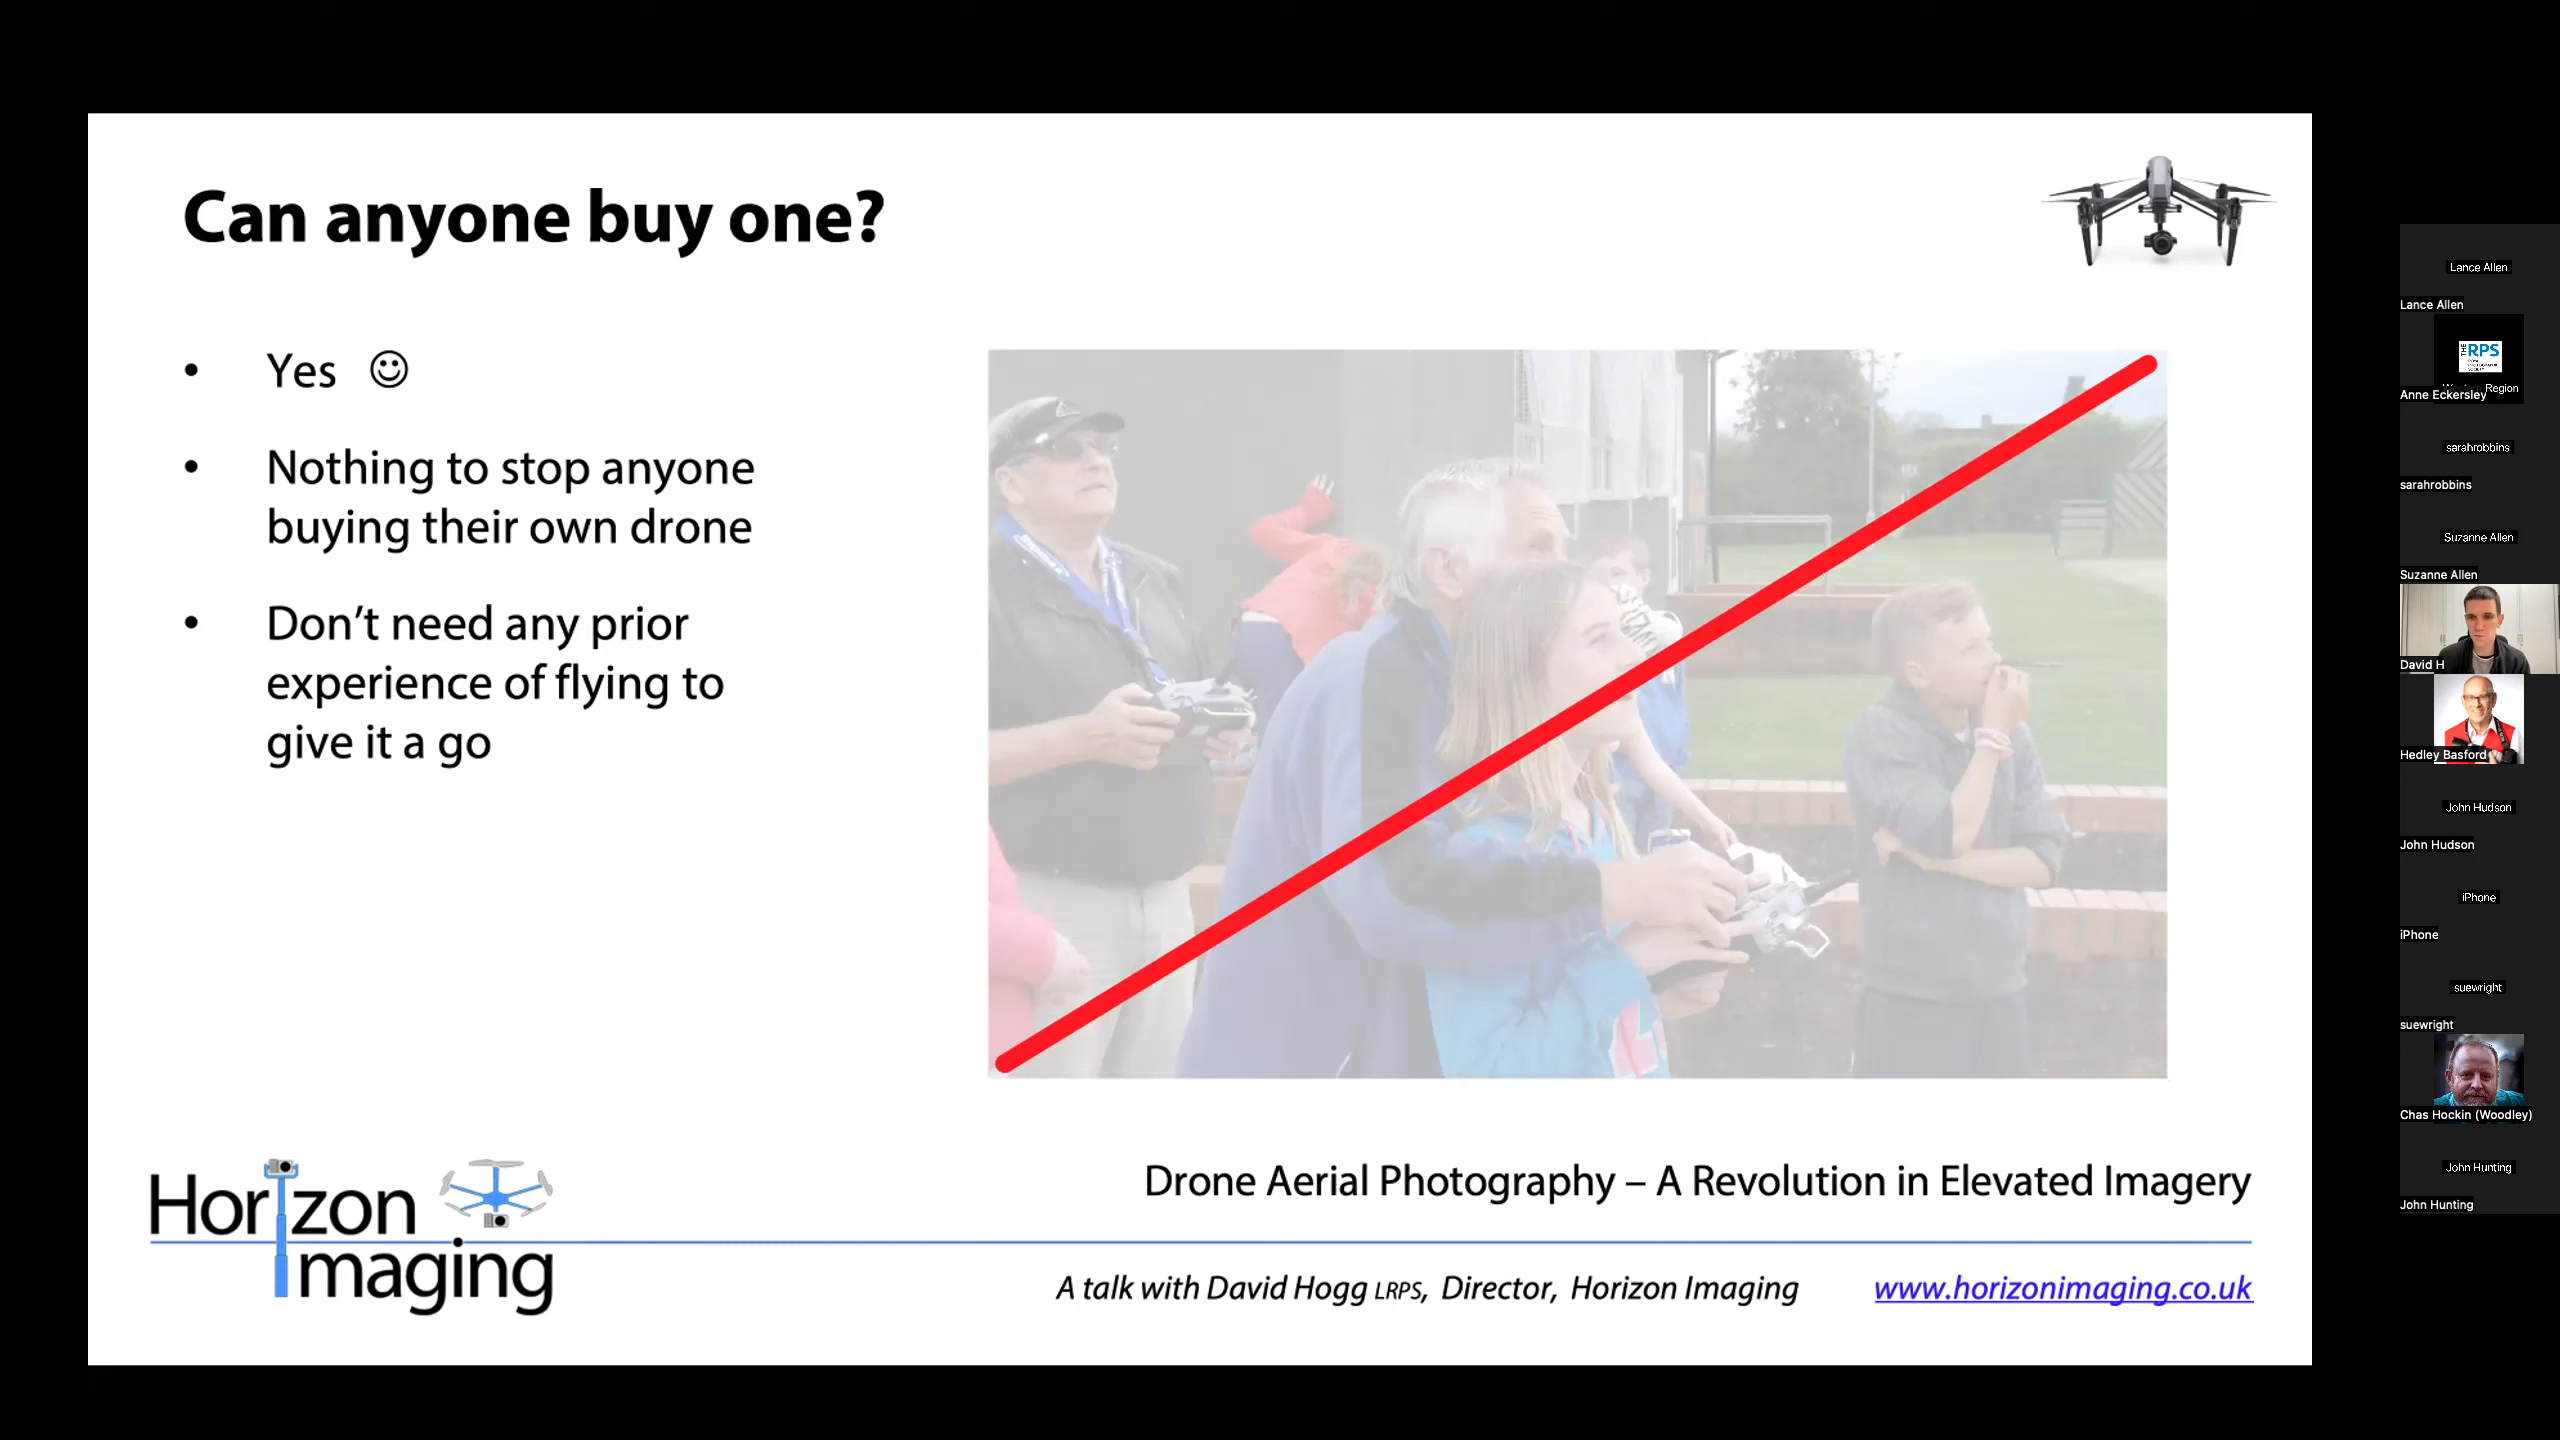 Can anyone buy one?
• Yes ☺
• Nothing to stop anyone
buying their own drone
• Don’t need any prior
experience of flying to
give it a go
Horizon
Imaging
Drone Aerial Photography – A Revolution in Elevated Imagery
A talk with David Hogg LRPS, Director, Horizon Imaging
www.horizonimaging.co.uk
Lance Allen
Lance Allen
THE RPS
Region
Anne Eckersley
sarahrobbins
sarahrobbins
Suzanne Allen
Suzanne Allen
David H
Hedley Basford
John Hudson
John Hudson
iPhone
iPhone
suewright
suewright
Chas Hockin (Woodley)
John Hunting
John Hunting